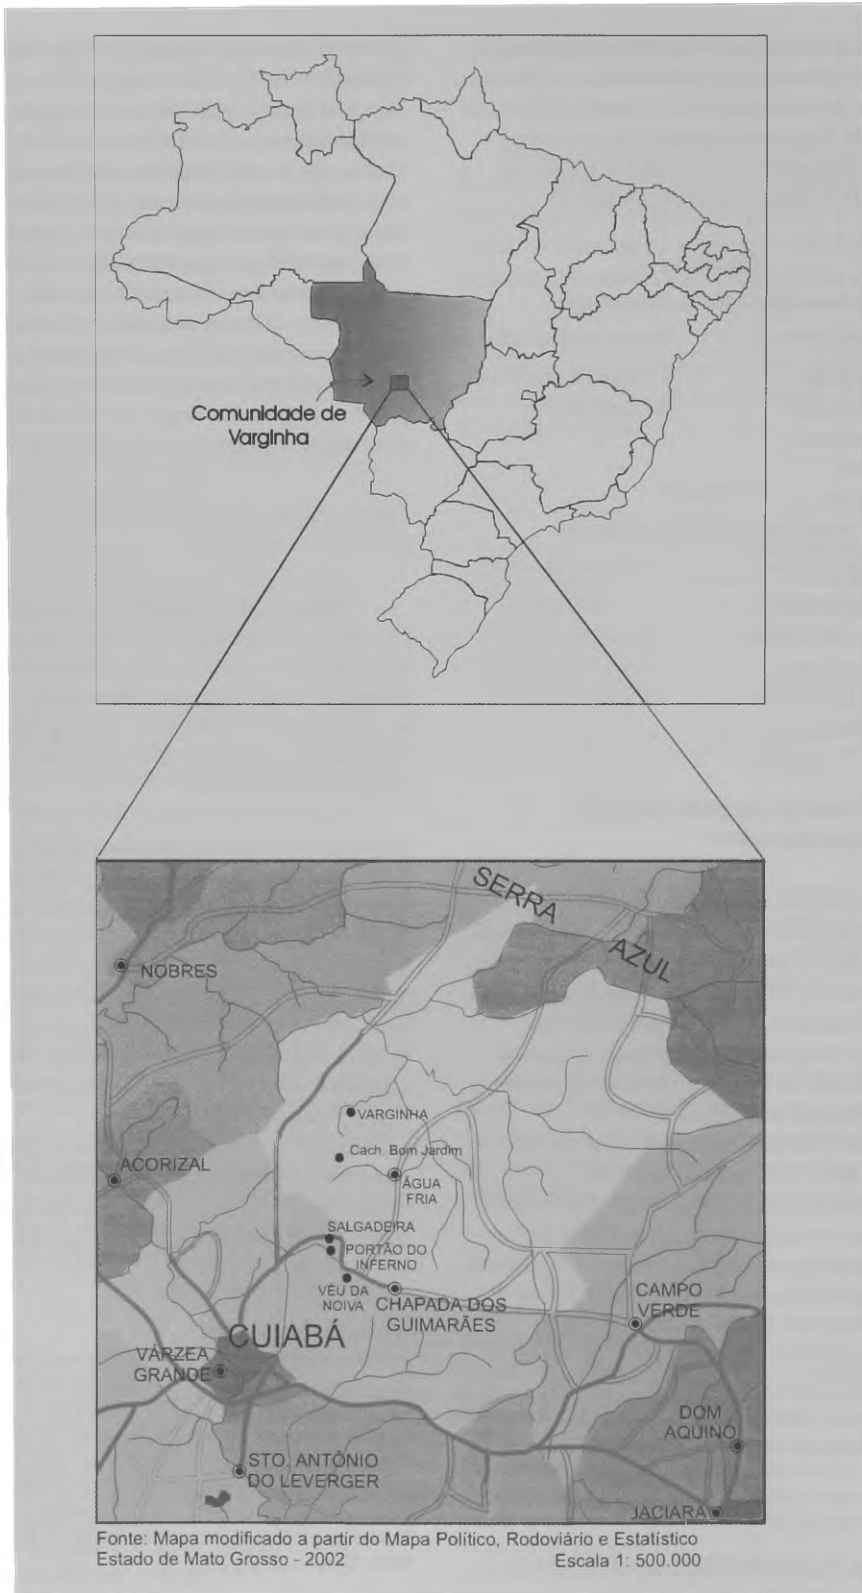 Comunidade de
Varginha
SERRA
AZUL
NOBRES
VARGINHA
Cach. Bom Jardim
ACORIZAL
ÁGUA
FRIA
SALGADEIRA
PORTÃO DO
INFERNO
VÉU DA
NOIVA
CHAPADA DOS
GUIMARÃES
CAMPO
VERDE
CUIABÁ
VÁRZEA
GRANDE
DOM
AQUINO
STO. ANTÔNIO
DO LEVERGER
JACIARA
Fonte: Mapa modificado a partir do Mapa Político, Rodoviário e Estatístico
Estado de Mato Grosso - 2002 Escala 1: 500.000